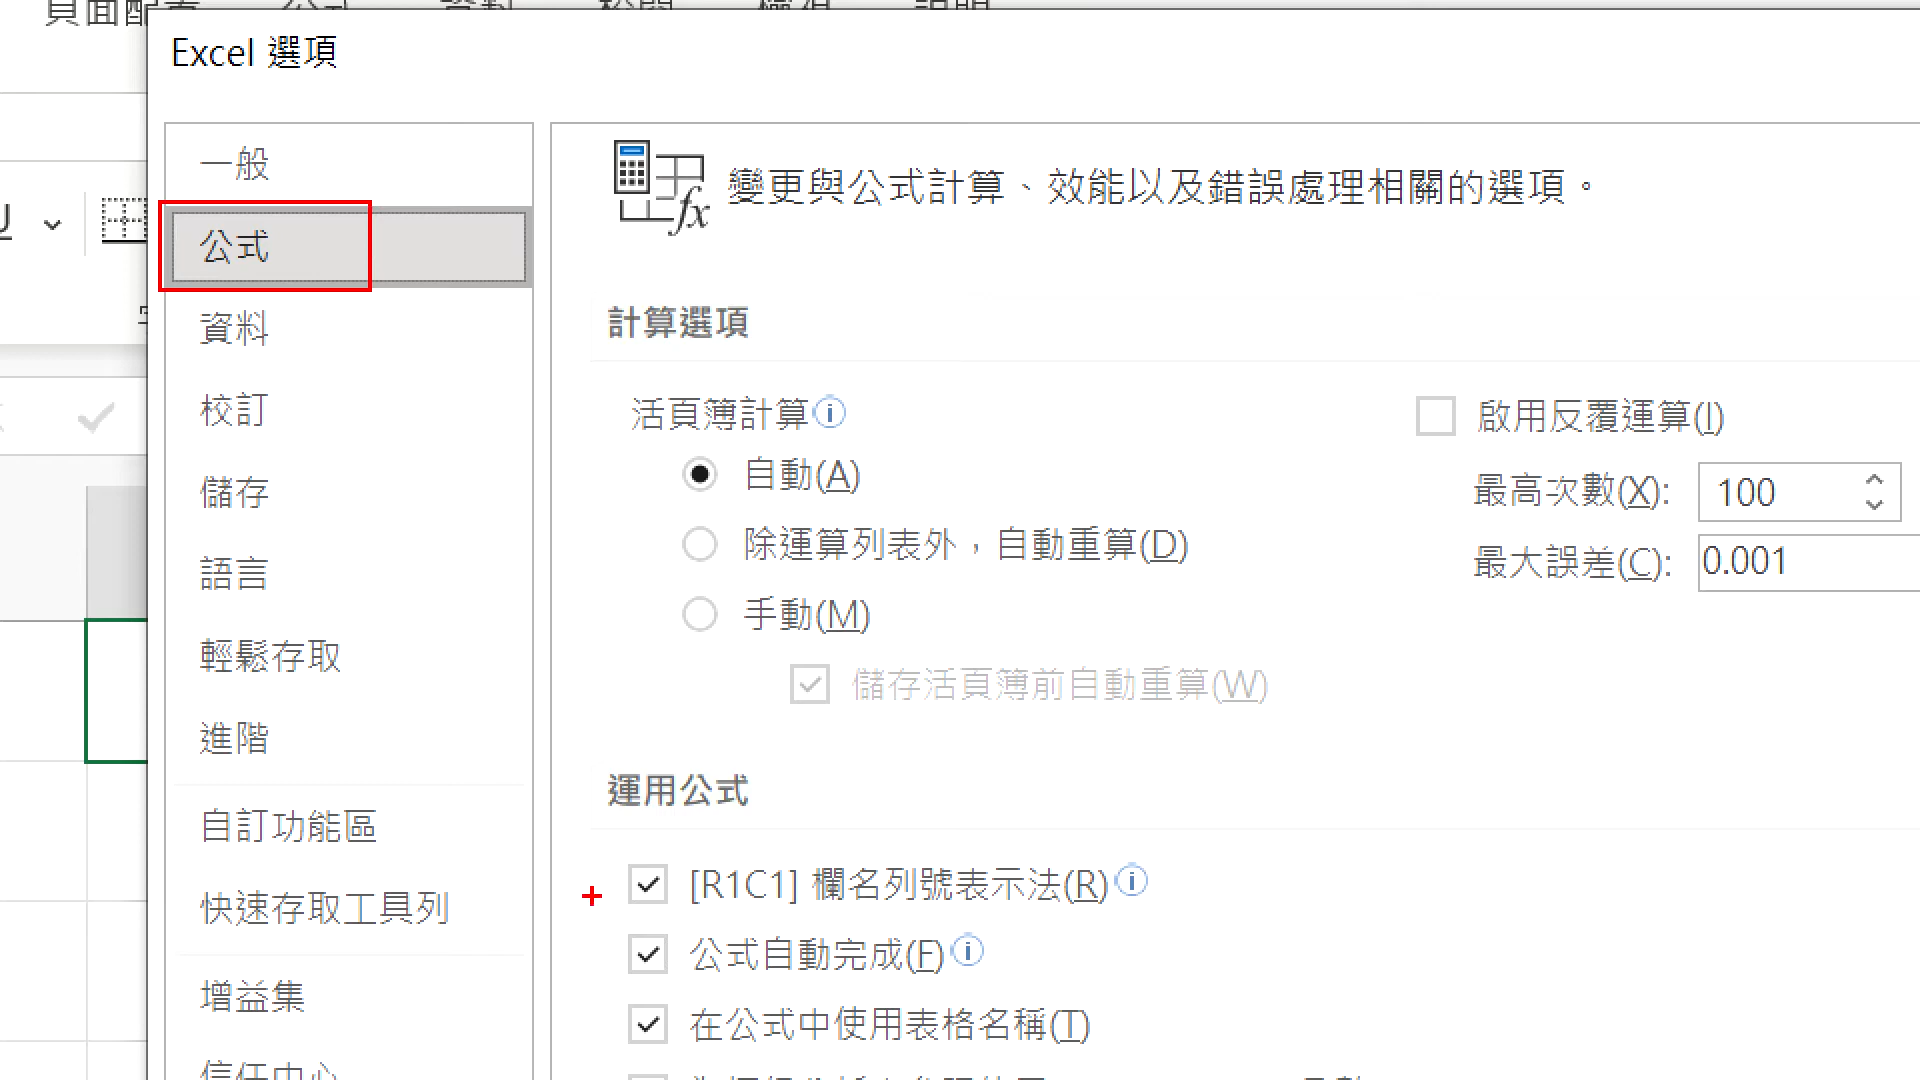 Excel 選項
一般
公式
資料
校訂
儲存
語言
輕鬆存取
進階
自訂功能區
快速存取工具列
增益集
信任中心
變更與公式計算、效能以及錯誤處理相關的選項。
計算選項
活頁簿計算
自動(A)
除運算列表外，自動重算(D)
手動(M)
儲存活頁簿前自動重算(W)
啟用反覆運算(I)
最高次數(X): 100
最大誤差(C): 0.001
運用公式
[R1C1] 欄名列號表示法(R)
公式自動完成(F)
在公式中使用表格名稱(T)